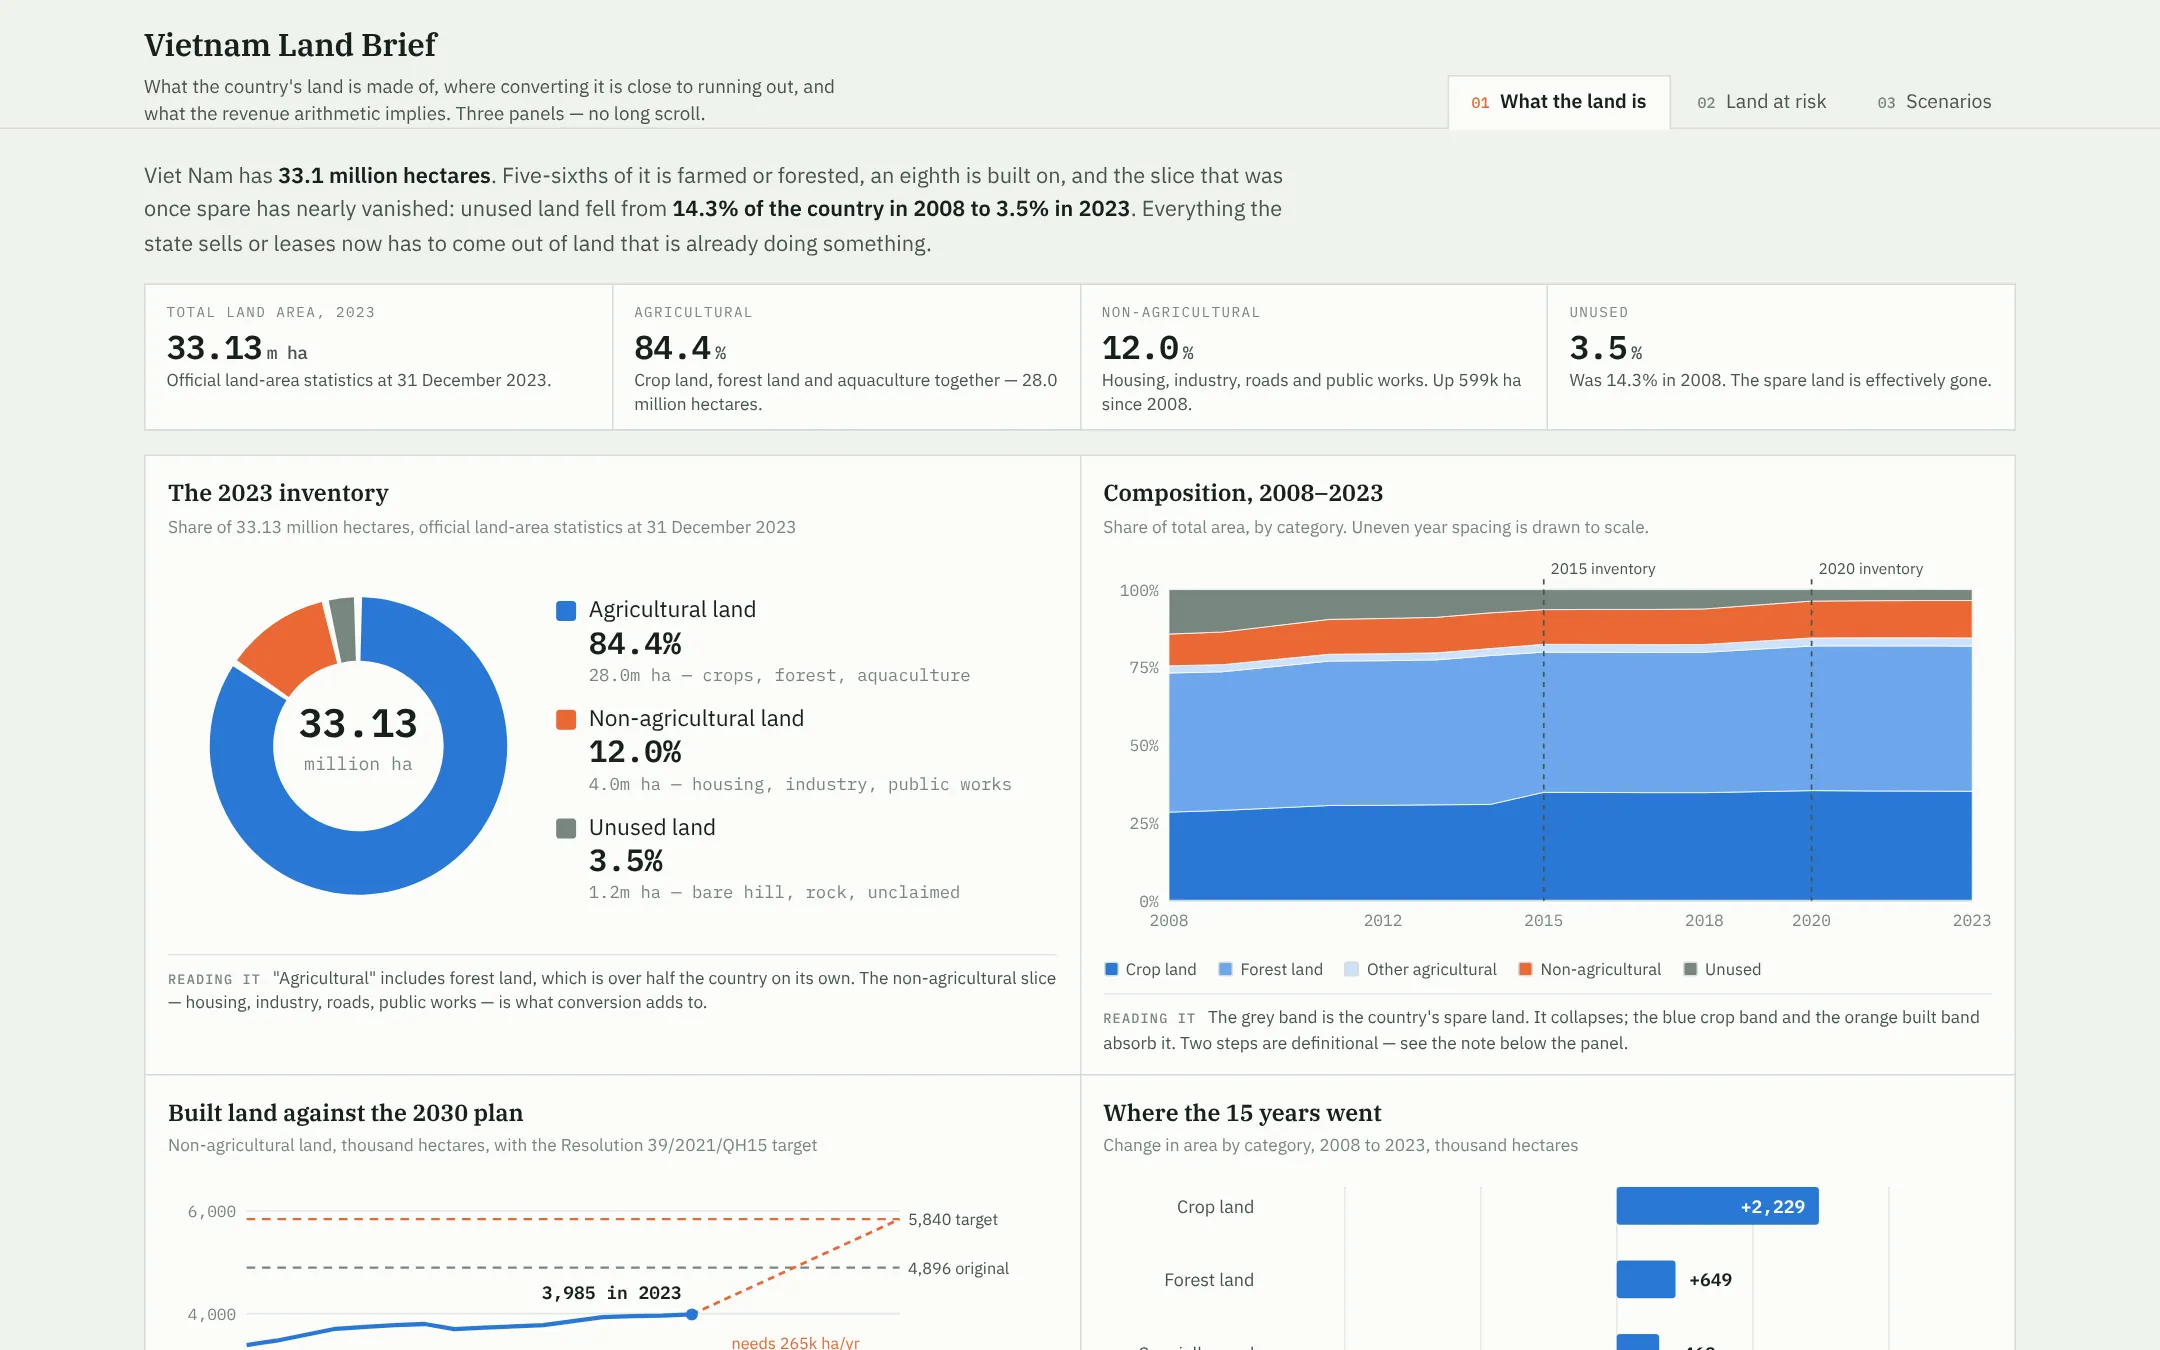 Vietnam Land Brief
What the country's land is made of, where converting it is close to running out, and
what the revenue arithmetic implies. Three panels — no long scroll.
01 What the land is
02 Land at risk
03 Scenarios
Viet Nam has 33.1 million hectares. Five-sixths of it is farmed or forested, an eighth is built on, and the slice that was
once spare has nearly vanished: unused land fell from 14.3% of the country in 2008 to 3.5% in 2023. Everything the
state sells or leases now has to come out of land that is already doing something.
TOTAL LAND AREA, 2023
33.13 m ha
Official land-area statistics at 31 December 2023.
AGRICULTURAL
84.4 %
Crop land, forest land and aquaculture together — 28.0
million hectares.
NON-AGRICULTURAL
12.0 %
Housing, industry, roads and public works. Up 599k ha
since 2008.
UNUSED
3.5 %
Was 14.3% in 2008. The spare land is effectively gone.
The 2023 inventory
Share of 33.13 million hectares, official land-area statistics at 31 December 2023
33.13
million ha
Agricultural land
84.4%
28.0m ha — crops, forest, aquaculture
Non-agricultural land
12.0%
4.0m ha — housing, industry, public works
Unused land
3.5%
1.2m ha — bare hill, rock, unclaimed
READING IT "Agricultural" includes forest land, which is over half the country on its own. The non-agricultural slice
— housing, industry, roads, public works — is what conversion adds to.
Composition, 2008–2023
Share of total area, by category. Uneven year spacing is drawn to scale.
2015 inventory
2020 inventory
100%
75%
50%
25%
0%
2008
2012
2015
2018
2020
2023
Crop land
Forest land
Other agricultural
Non-agricultural
Unused
READING IT The grey band is the country's spare land. It collapses; the blue crop band and the orange built band
absorb it. Two steps are definitional — see the note below the panel.
Built land against the 2030 plan
Non-agricultural land, thousand hectares, with the Resolution 39/2021/QH15 target
6,000
5,840 target
4,896 original
3,985 in 2023
4,000
needs 265k ha/yr
Where the 15 years went
Change in area by category, 2008 to 2023, thousand hectares
Crop land
+2,229
Forest land
+649